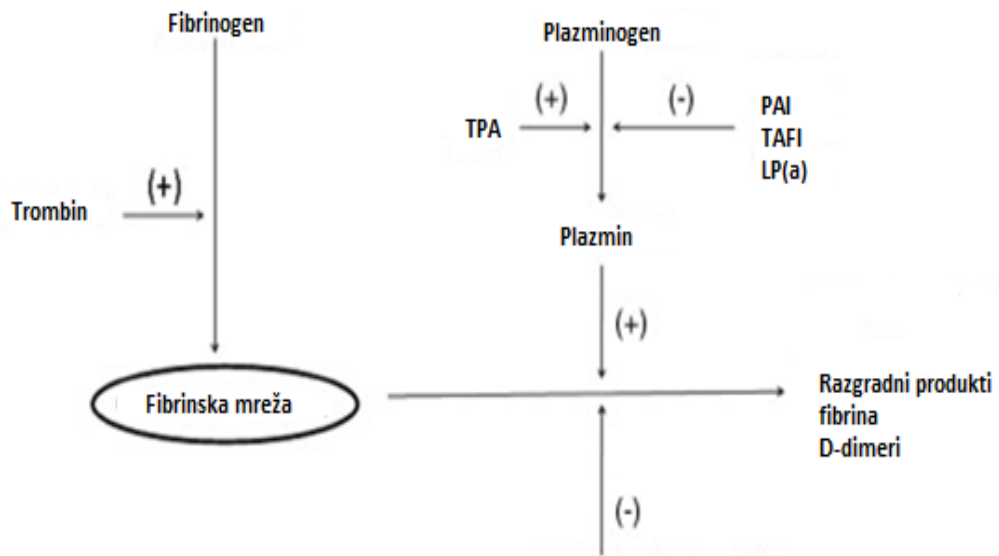 Fibrinogen
Plazminogen
(+)
(-)
TPA
PAI
TAFI
LP(a)
(+)
Trombin
Plazmin
(+)
Fibrinska mreža
Razgradni produkti
fibrina
D-dimeri
(-)